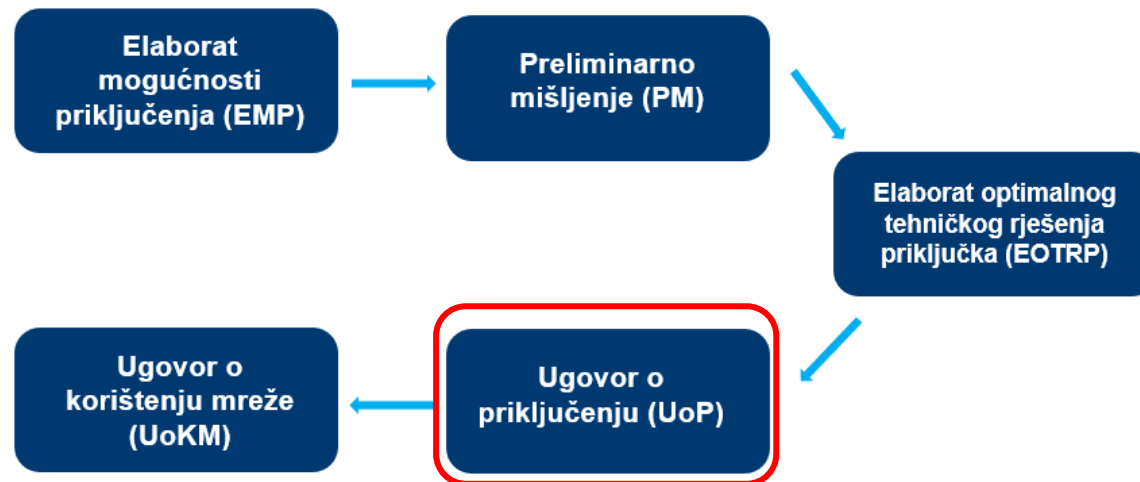 Elaborat
mogućnosti
priključenja (EMP)
Preliminarno
mišljenje (PM)
Elaborat optimalnog
tehničkog rješenja
priključka (EOTRP)
Ugovor o
priključenju (UoP)
Ugovor o
korištenju mreže
(UoKM)